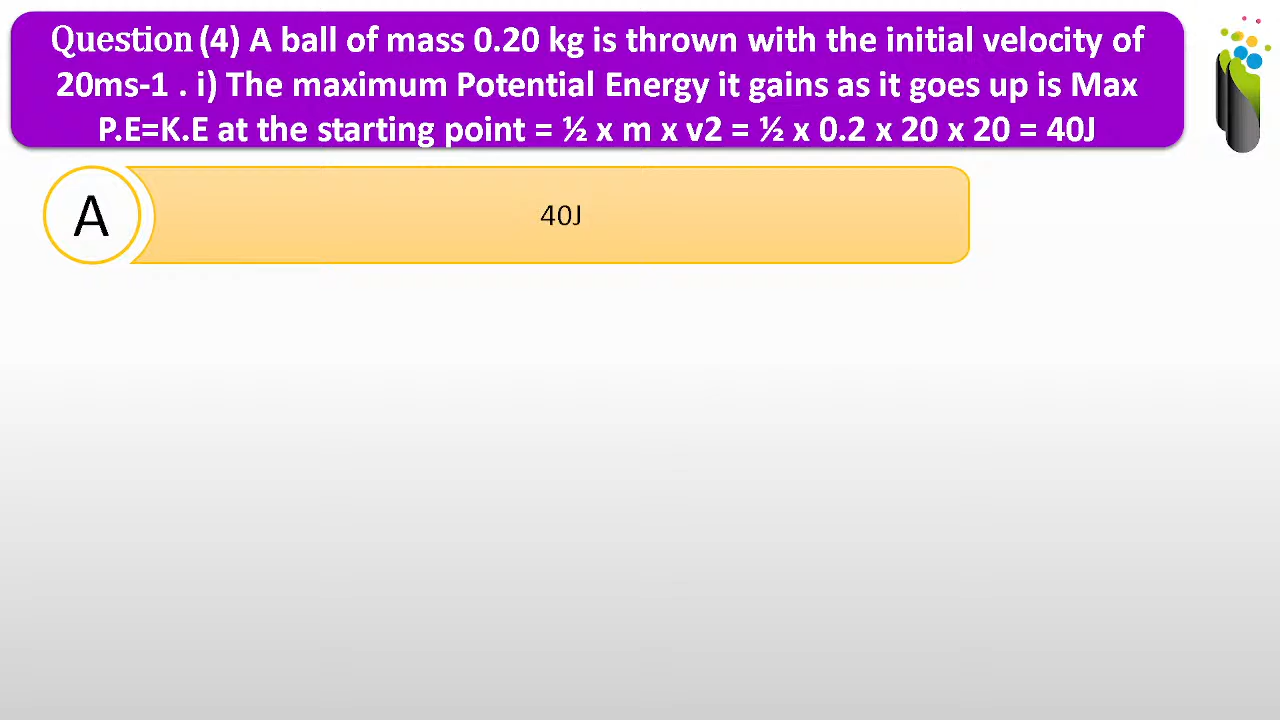 Question (4) A ball of mass 0.20 kg is thrown with the initial velocity of
20ms-1 . i) The maximum Potential Energy it gains as it goes up is Max
P.E=K.E at the starting point = ½ x m x v2 = ½ x 0.2 x 20 x 20 = 40J
A
40J